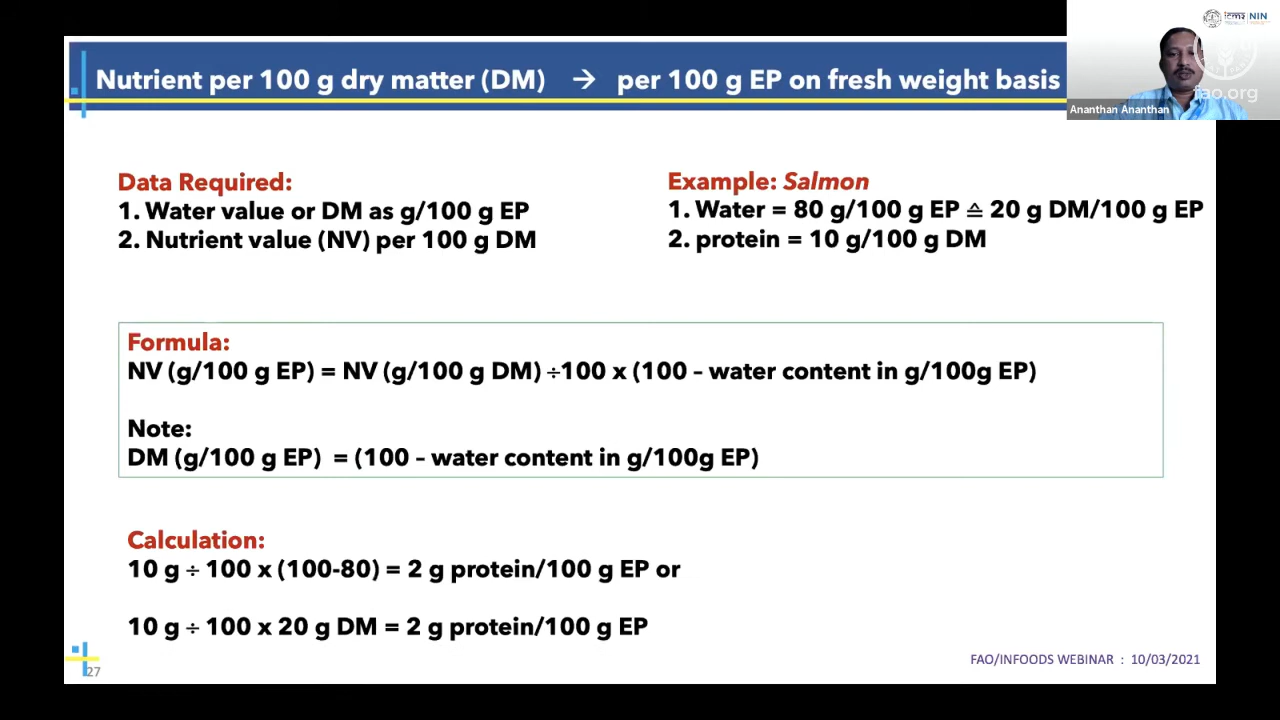 Nutrient per 100 g dry matter (DM) → per 100 g EP on fresh weight basis
icmr NIN
fao.org
Ananthan Ananthan
Data Required:
1. Water value or DM as g/100 g EP
2. Nutrient value (NV) per 100 g DM
Example: Salmon
1. Water = 80 g/100 g EP ≙ 20 g DM/100 g EP
2. protein = 10 g/100 g DM
Formula:
NV (g/100 g EP) = NV (g/100 g DM) ÷100 x (100 – water content in g/100g EP)
Note:
DM (g/100 g EP) = (100 – water content in g/100g EP)
Calculation:
10 g ÷ 100 x (100-80) = 2 g protein/100 g EP or
10 g ÷ 100 x 20 g DM = 2 g protein/100 g EP
27
FAO/INFOODS WEBINAR : 10/03/2021